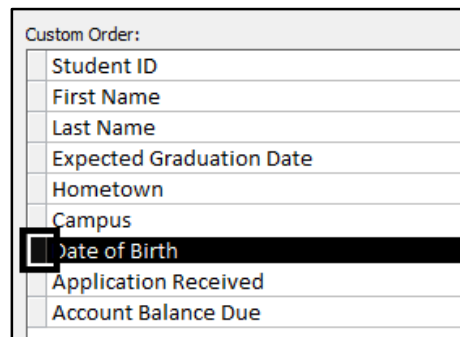 Custom Order:
Student ID
First Name
Last Name
Expected Graduation Date
Hometown
Campus
Date of Birth
Application Received
Account Balance Due